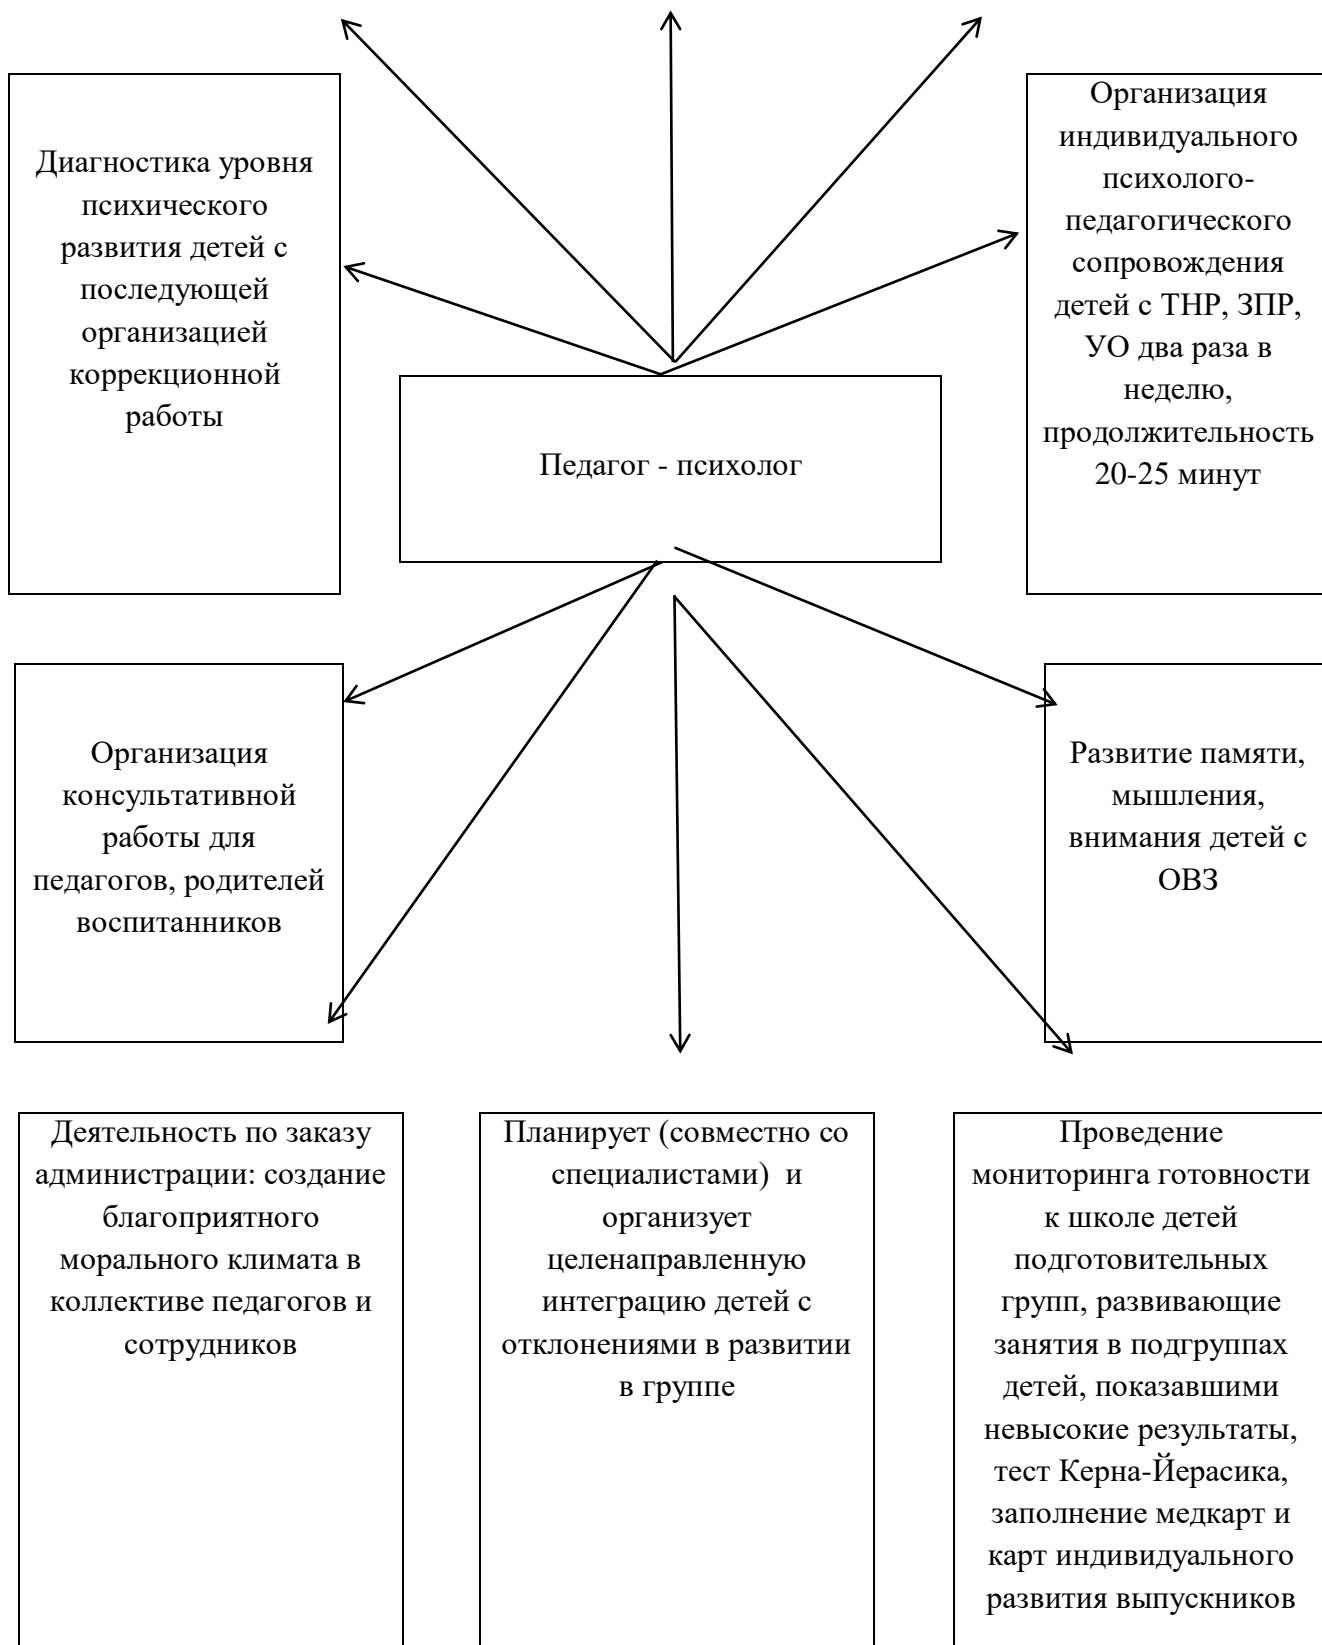 Диагностика уровня
психического
развития детей с
последующей
организацией
коррекционной
работы
Организация
индивидуального
психолого-
педагогического
сопровождения
детей с ТНР, ЗПР,
УО два раза в
неделю,
продолжительность
20-25 минут
Педагог - психолог
Организация
консультативной
работы для
педагогов, родителей
воспитанников
Развитие памяти,
мышления,
внимания детей с
ОВЗ
Деятельность по заказу
администрации: создание
благоприятного
морального климата в
коллективе педагогов и
сотрудников
Планирует (совместно со
специалистами)  и
организует
целенаправленную
интеграцию детей с
отклонениями в развитии
в группе
Проведение
мониторинга готовности
к школе детей
подготовительных
групп, развивающие
занятия в подгруппах
детей, показавшими
невысокие результаты,
тест Керна-Йерасика,
заполнение медкарт и
карт индивидуального
развития выпускников